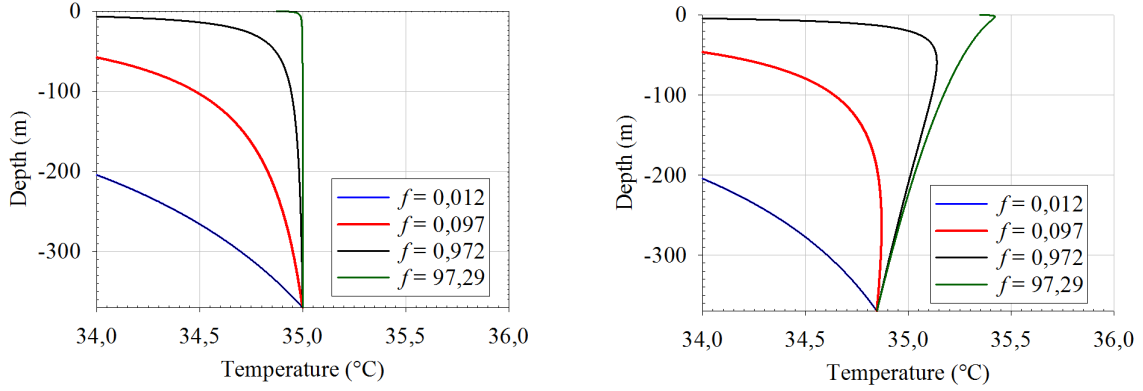 0
-100
-200
-300
Depth (m)
f = 0,012
f = 0,097
f = 0,972
f = 97,29
34,0 34,5 35,0 35,5 36,0
Temperature (°C)
0
-100
-200
-300
Depth (m)
f = 0,012
f = 0,097
f = 0,972
f = 97,29
34,0 34,5 35,0 35,5 36,0
Temperature (°C)